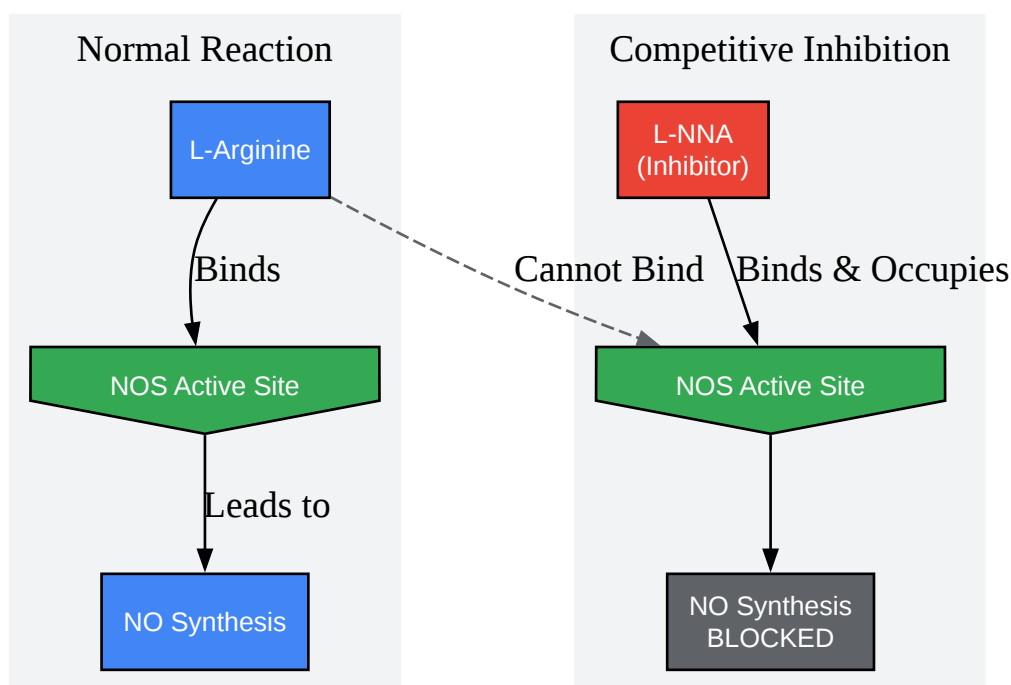 Normal Reaction
Competitive Inhibition
L-Arginine
L-NNA
(Inhibitor)
Binds
Cannot Bind
Binds & Occupies
NOS Active Site
NOS Active Site
Leads to
NO Synthesis
NO Synthesis
BLOCKED